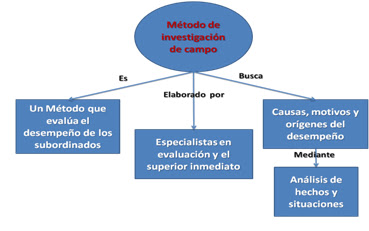 Método de
investigación
de campo
Es
Elaborado por
Busca
Un Método que
evalúa el
desempeño de los
subordinados
Especialistas en
evaluación y el
superior inmediato
Causas, motivos y
orígenes del
desempeño
Mediante
Análisis de
hechos y
situaciones